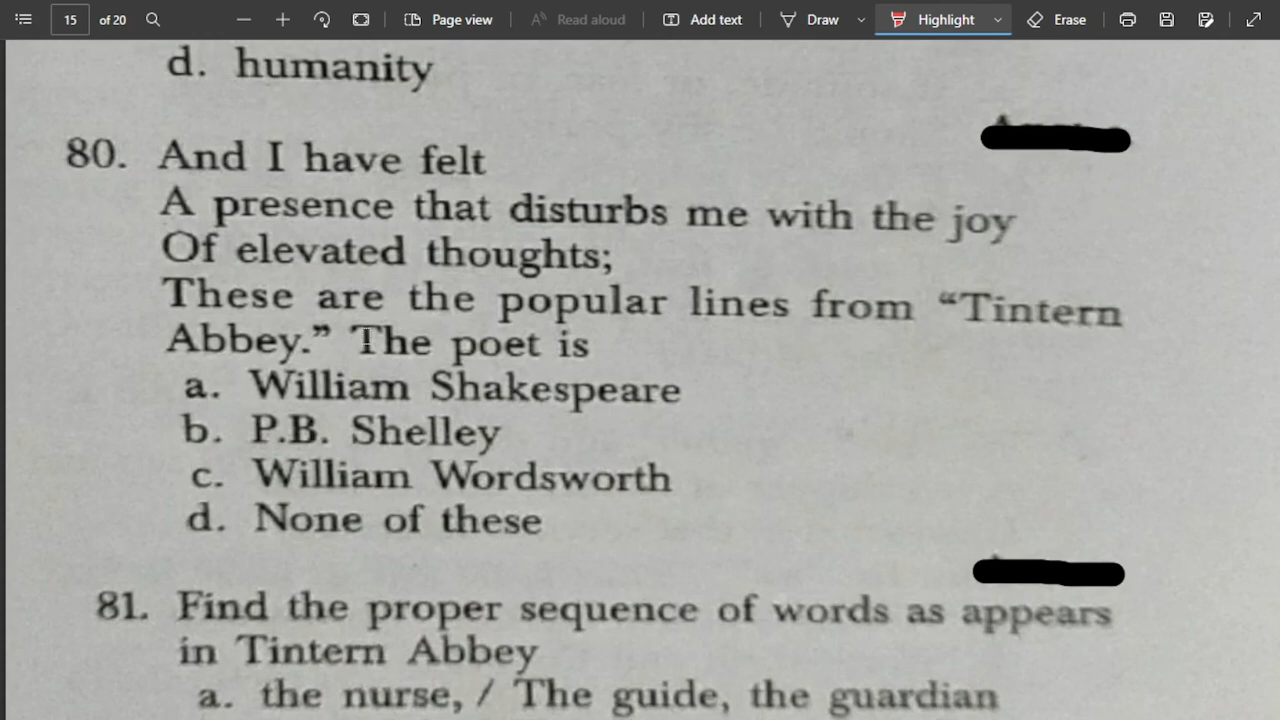 15 of 20 Page view Read aloud Add text Draw Highlight Erase
d. humanity
80. And I have felt
A presence that disturbs me with the joy
Of elevated thoughts;
These are the popular lines from “Tintern
Abbey.” The poet is
a. William Shakespeare
b. P.B. Shelley
c. William Wordsworth
d. None of these
81. Find the proper sequence of words as appears
in Tintern Abbey
a. the nurse, / The guide, the guardian